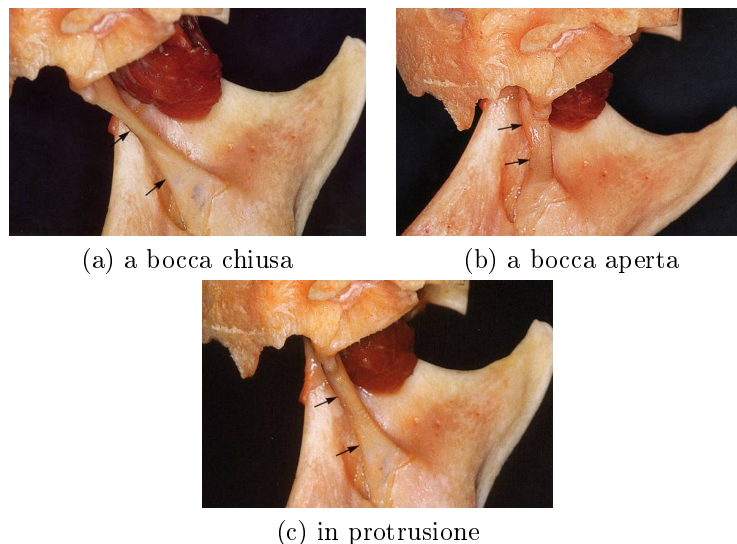 (a) a bocca chiusa
(b) a bocca aperta
(c) in protrusione